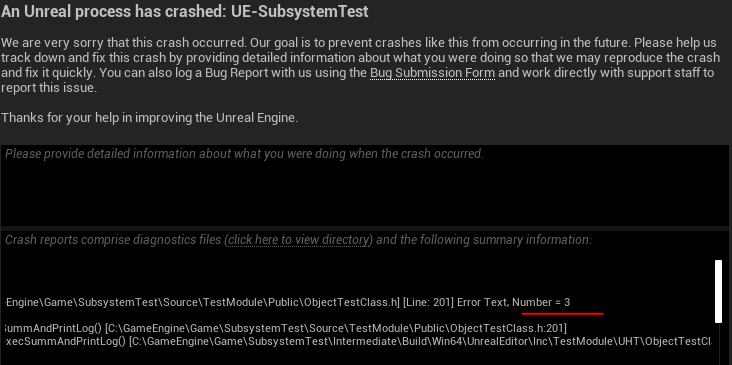 An Unreal process has crashed: UE-SubsystemTest
We are very sorry that this crash occurred. Our goal is to prevent crashes like this from occurring in the future. Please help us
track down and fix this crash by providing detailed information about what you were doing so that we may reproduce the crash
and fix it quickly. You can also log a Bug Report with us using the Bug Submission Form and work directly with support staff to
report this issue.
Thanks for your help in improving the Unreal Engine.
Please provide detailed information about what you were doing when the crash occurred.
Crash reports comprise diagnostics files (click here to view directory) and the following summary information:
Engine\Game\SubsystemTest\Source\TestModule\Public\ObjectTestClass.h] [Line: 201] Error Text, Number = 3
SummAndPrintLog() [C:\GameEngine\Game\SubsystemTest\Source\TestModule\Public\ObjectTestClass.h:201]
xecSummAndPrintLog() [C:\GameEngine\Game\SubsystemTest\Intermediate\Build\Win64\UnrealEditor\Inc\TestModule\UHT\ObjectTestCl